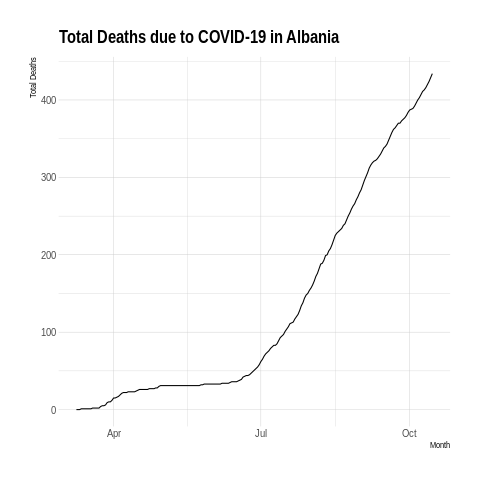 Total Deaths due to COVID-19 in Albania
Total Deaths
400
300
200
100
0
Apr Jul Oct
Month